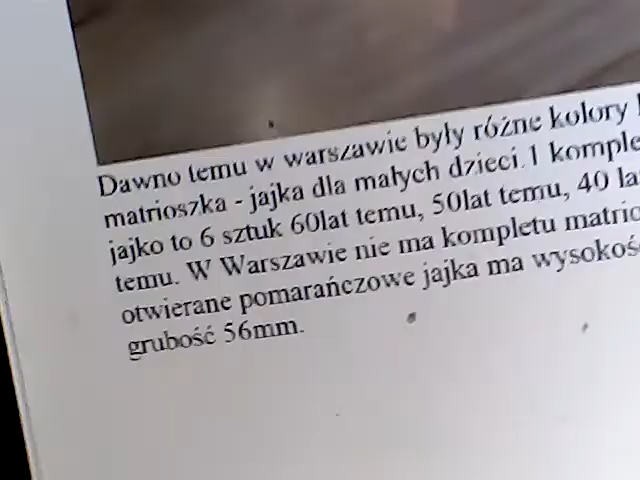 Dawno temu w warszawie były różne kolory
matrioszka - jajka dla małych dzieci.1 komple
jajko to 6 sztuk 60lat temu, 50lat temu, 40 la
temu. W Warszawie nie ma kompletu matrio
otwierane pomarańczowe jajka ma wysokoś
grubość 56mm.